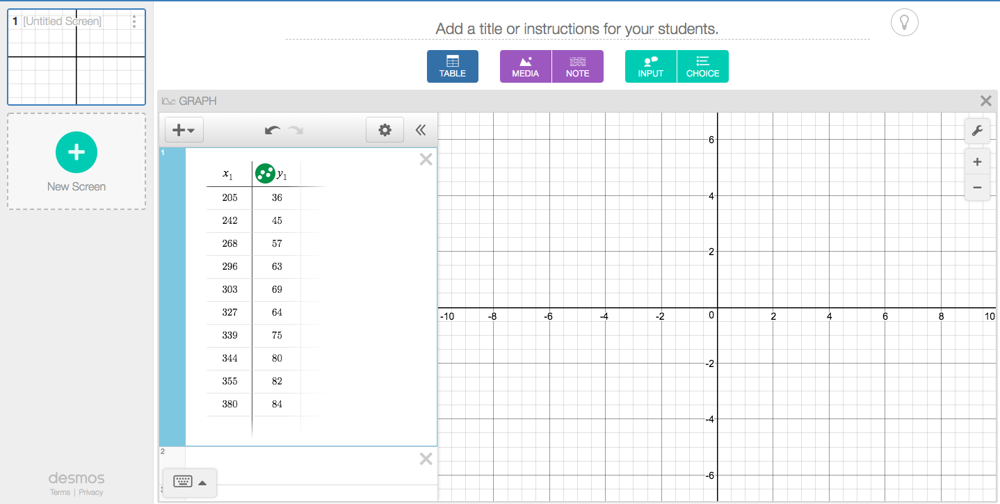 1 [Untitled Screen]
New Screen
desmos
Terms | Privacy
Add a title or instructions for your students.
TABLE
MEDIA
NOTE
INPUT
CHOICE
GRAPH
1
x1 y1
205 36
242 45
268 57
296 63
303 69
327 64
339 75
344 80
355 82
380 84
2
3
6
4
2
-10 -8 -6 -4 -2 0 2 4 6 8 10
-2
-4
-6